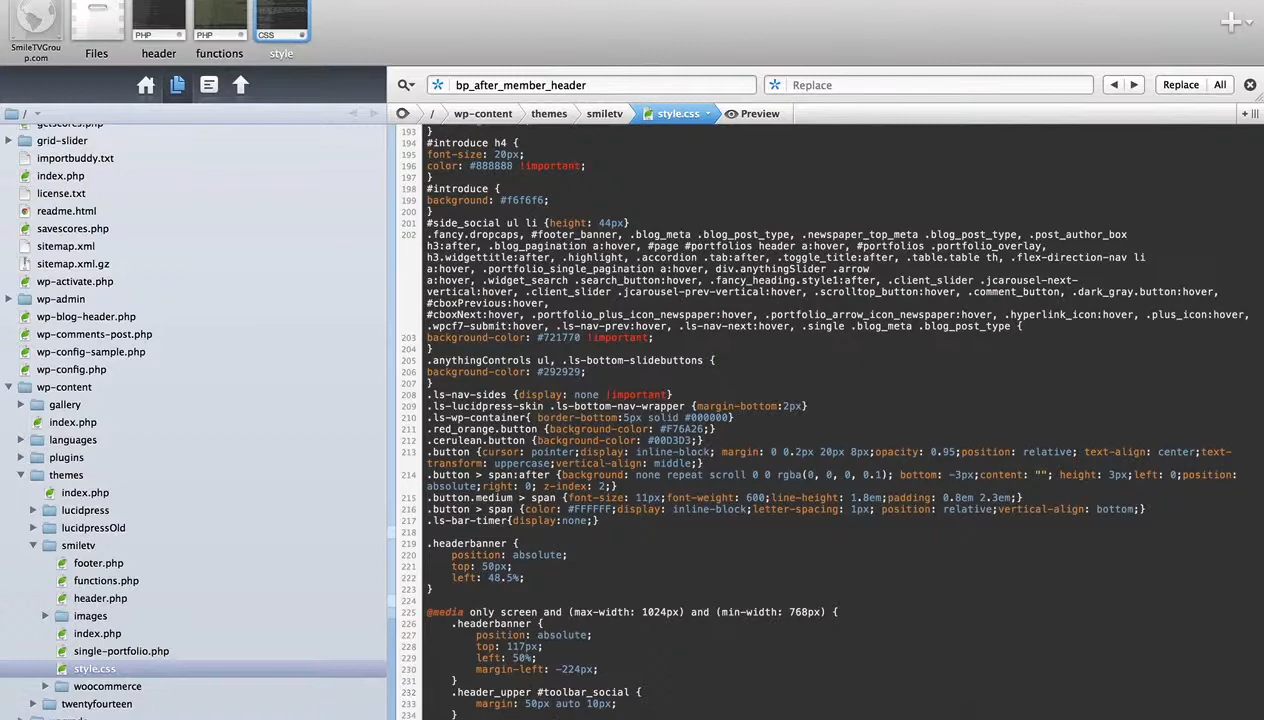 SmileTVGrou
p.com
Files
PHP
header
PHP
functions
CSS
style
bp_after_member_header
Replace
Replace
All
/
/
wp-content
themes
smiletv
style.css
Preview
getscores.php
grid-slider
importbuddy.txt
index.php
license.txt
readme.html
savescores.php
sitemap.xml
sitemap.xml.gz
wp-activate.php
wp-admin
wp-blog-header.php
wp-comments-post.php
wp-config-sample.php
wp-config.php
wp-content
gallery
index.php
languages
plugins
themes
index.php
lucidpress
lucidpressOld
smiletv
footer.php
functions.php
header.php
images
index.php
single-portfolio.php
style.css
woocommerce
twentyfourteen
193 }
194 #introduce h4 {
195 font-size: 20px;
196 color: #888888 !important;
197 }
198 #introduce {
199 background: #f6f6f6;
200 }
201 #side_social ul li {height: 44px}
202 .fancy.dropcaps, #footer_banner, .blog_meta .blog_post_type, .newspaper_top_meta .blog_post_type, .post_author_box
h3:after, .blog_pagination a:hover, #page #portfolios header a:hover, #portfolios .portfolio_overlay,
h3.widgettitle:after, .highlight, .accordion .tab:after, .toggle_title:after, .table.table th, .flex-direction-nav li
a:hover, .portfolio_single_pagination a:hover, div.anythingSlider .arrow
a:hover, .widget_search .search_button:hover, .fancy_heading.style1:after, .client_slider .jcarousel-next-
vertical:hover, .client_slider .jcarousel-prev-vertical:hover, .scrolltop_button:hover, .comment_button, .dark_gray.button:hover,
#cboxPrevious:hover,
#cboxNext:hover, .portfolio_plus_icon_newspaper:hover, .portfolio_arrow_icon_newspaper:hover, .hyperlink_icon:hover, .plus_icon:hover,
.wpcf7-submit:hover, .ls-nav-prev:hover, .ls-nav-next:hover, .single .blog_meta .blog_post_type {
203 background-color: #721770 !important;
204 }
205 .anythingControls ul, .ls-bottom-slidebuttons {
206 background-color: #292929;
207 }
208 .ls-nav-sides {display: none !important}
209 .ls-lucidpress-skin .ls-bottom-nav-wrapper {margin-bottom:2px}
210 .ls-wp-container{ border-bottom:5px solid #000000}
211 .red_orange.button {background-color: #F76A26;}
212 .cerulean.button {background-color: #00D3D3;}
213 .button {cursor: pointer;display: inline-block; margin: 0 0.2px 20px 8px;opacity: 0.95;position: relative; text-align: center;text-
transform: uppercase;vertical-align: middle;}
214 .button > span:after {background: none repeat scroll 0 0 rgba(0, 0, 0, 0.1); bottom: -3px;content: ""; height: 3px;left: 0;position:
absolute;right: 0; z-index: 2;}
215 .button.medium > span {font-size: 11px;font-weight: 600;line-height: 1.8em;padding: 0.8em 2.3em;}
216 .button > span {color: #FFFFFF;display: inline-block;letter-spacing: 1px; position: relative;vertical-align: bottom;}
217 .ls-bar-timer{display:none;}
218
219 .headerbanner {
220 position: absolute;
221 top: 50px;
222 left: 48.5%;
223 }
224
225 @media only screen and (max-width: 1024px) and (min-width: 768px) {
226 .headerbanner {
227 position: absolute;
228 top: 117px;
229 left: 50%;
230 margin-left: -224px;
231 }
232 .header_upper #toolbar_social {
233 margin: 50px auto 10px;
234 }